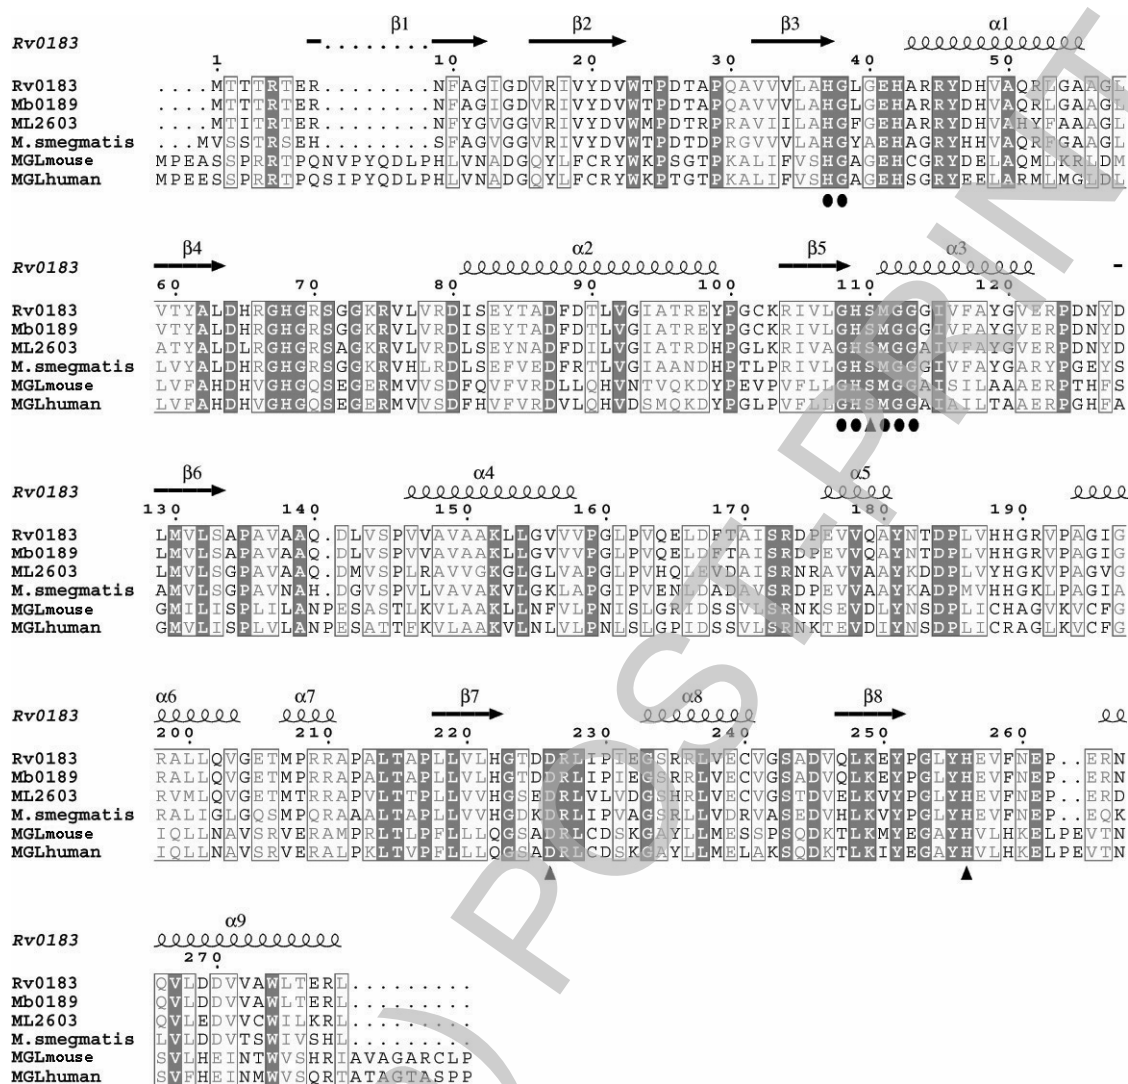 β1 β2 β3 α1
Rv0183
1 10 20 30 40 50
Rv0183 ....MTTTRTER........NFAGIGDVRIVYDVWTPDTAPQAVVVLAHGLGEHARRYDHVAQRLGAAGL
Mb0189 ....MTTTRTER........NFAGIGDVRIVYDVWTPDTAPQAVVVLAHGLGEHARRYDHVAQRLGAAGL
ML2603 ....MTITRTER........NFYGVGGVRIVYDVWMPDTRPRAVIILAHGFGEHARRYDHVAHYFAAAGL
M.smegmatis ...MVSSTRSEH........SFAGVGGVRIVYDVWTPDTDPRGVVVLAHGYAEHAGRYHHVAQRFGAAGL
MGLmouse MPEASSPRRTPQNVPYQDLPHLVNADGQYLFCRYWKPSGTPKALIFVSHGAGEHCGRYDELAQMLKRLDM
MGLhuman MPEESSPRRTPQSIPYQDLPHLVNADGQYLFCRYWKPTGTPKALIFVSHGAGEHSGRYEELARMLMGLDL
β4 α2 β5 α3
Rv0183
60 70 80 90 100 110 120
Rv0183 VTYALDHRGHGRSGGKRVLVRDISEYTADFDTLVGIATREYPGCKRIVLGHSMGGGIVFAYGVERPDNYD
Mb0189 VTYALDHRGHGRSGGKRVLVRDISEYTADFDTLVGIATREYPGCKRIVLGHSMGGGIVFAYGVERPDNYD
ML2603 ATYALDLRGHGRSAGKRVLVRDLSEYNADFDILVGIATRDHPGLKRIVAGHSMGGAIVFAYGVERPDNYD
M.smegmatis LVYALDHRGHGRSGGKRVHLRDLSEFVEDFRTLVGIAANDHPTLPRIVLGHSMGGGIVFAYGARYPGEYS
MGLmouse LVFAHDHVGHGQSEGERMVVSDFQVFVRDLLQHVNTVQKDYPEVPVFLLGHSMGGAISILAAAERPTHFS
MGLhuman LVFAHDHVGHGQSEGERMVVSDFHVFVRDVLQHVDSMQKDYPGLPVFLLGHSMGGAIAILTAAERPGHFA
β6 α4 α5
Rv0183
130 140 150 160 170 180 190
Rv0183 LMVLSAPAVAAQ.DLVSPVVAVAAKLLGVVVPGLPVQELDFTAISRDPEVVQAYNTDPLVHHGRVPAGIG
Mb0189 LMVLSGPAVAAQ.DLVSPVVAVAAKLLGVVVPGLPVQELDFTAISRDPEVVQAYNTDPLVHHGRVPAGIG
ML2603 LMVLSGPAVAAQ.DMVSPLRAVVGKGLGLVAPGLPVHQLEVDAISRNRAVVAAYKDDPLVYHGKVPAGVG
M.smegmatis AMVLSGPAVNAH.DGVSPVLVAVAKVLGKLAPGIPVENLDADAVSRDPEVVAAYKADPMVHHGKLPAGIA
MGLmouse GMILISPLILANPESASTLKVLAAKLLNFVLPNISLGRIDSSVLSRNKSEVDLYNSDPLICHAGVKVCFG
MGLhuman GMVLISPLVLANPESATTFKVLAAKVLNLVLPNLSLGPIDSSVLSRNKTEVDIYNSDPLICRAGLKVCFG
α6 α7 β7 α8 β8
Rv0183
200 210 220 230 240 250 260
Rv0183 RALLQVGETMPRRAPALTAPLLVLHGTDDRLIPIEGSRRLVECVGSADVQLKEYPGLYHEVFNEP..ERN
Mb0189 RALLQVGETMPRRAPALTAPLLVLHGTDDRLIPIEGSRRLVECVGSADVQLKEYPGLYHEVFNEP..ERN
ML2603 RVMLQVGETMTRRAPVLTTPLLVVHGSEDRLVLVDGSHRLVECVGSTDVELKVYPGLYHEVFNEP..ERD
M.smegmatis RALIGLGQSMPQRAAALTAPLLVVHGDKDRLIPVAGSRLLVDRVASEDVHLKVYPGLYHEVFNEP..EQK
MGLmouse IQLLNAVSRVERAMPRLTLPFLLLQGSADRLCDSKGAYLLMESSPSQDKTLKMYEGAYHVLHKELPEVTN
MGLhuman IQLLNAVSRVERALPKLTVPFLLLQGSADRLCDSKGAYLLMELAKSQDKTLKIYEGAYHVLHKELPEVTN
α9
Rv0183
270
Rv0183 QVLDDVVAWLTERL.........
Mb0189 QVLDDVVAWLTERL.........
ML2603 QVLEDVVCWILKRL.........
M.smegmatis LVLDDVTSWIVSHL.........
MGLmouse SVLHEINTWVSHRIAVAGARCLP
MGLhuman SVFHEINMWVSQRTATAGTASPP
) POST-PRINT